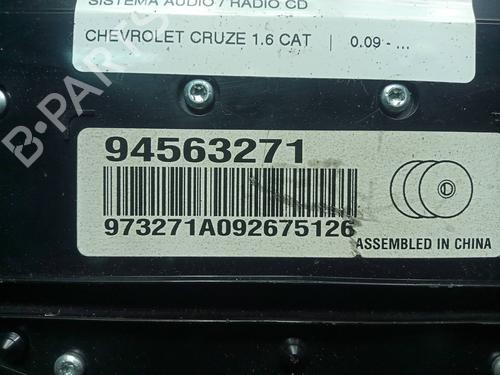 SISTEMA AUDIO / RADIO CD
CHEVROLET CRUZE 1.6 CAT | 0.09 - ...
94563271
973271A092675126
ASSEMBLED IN CHINA
B-PARTS